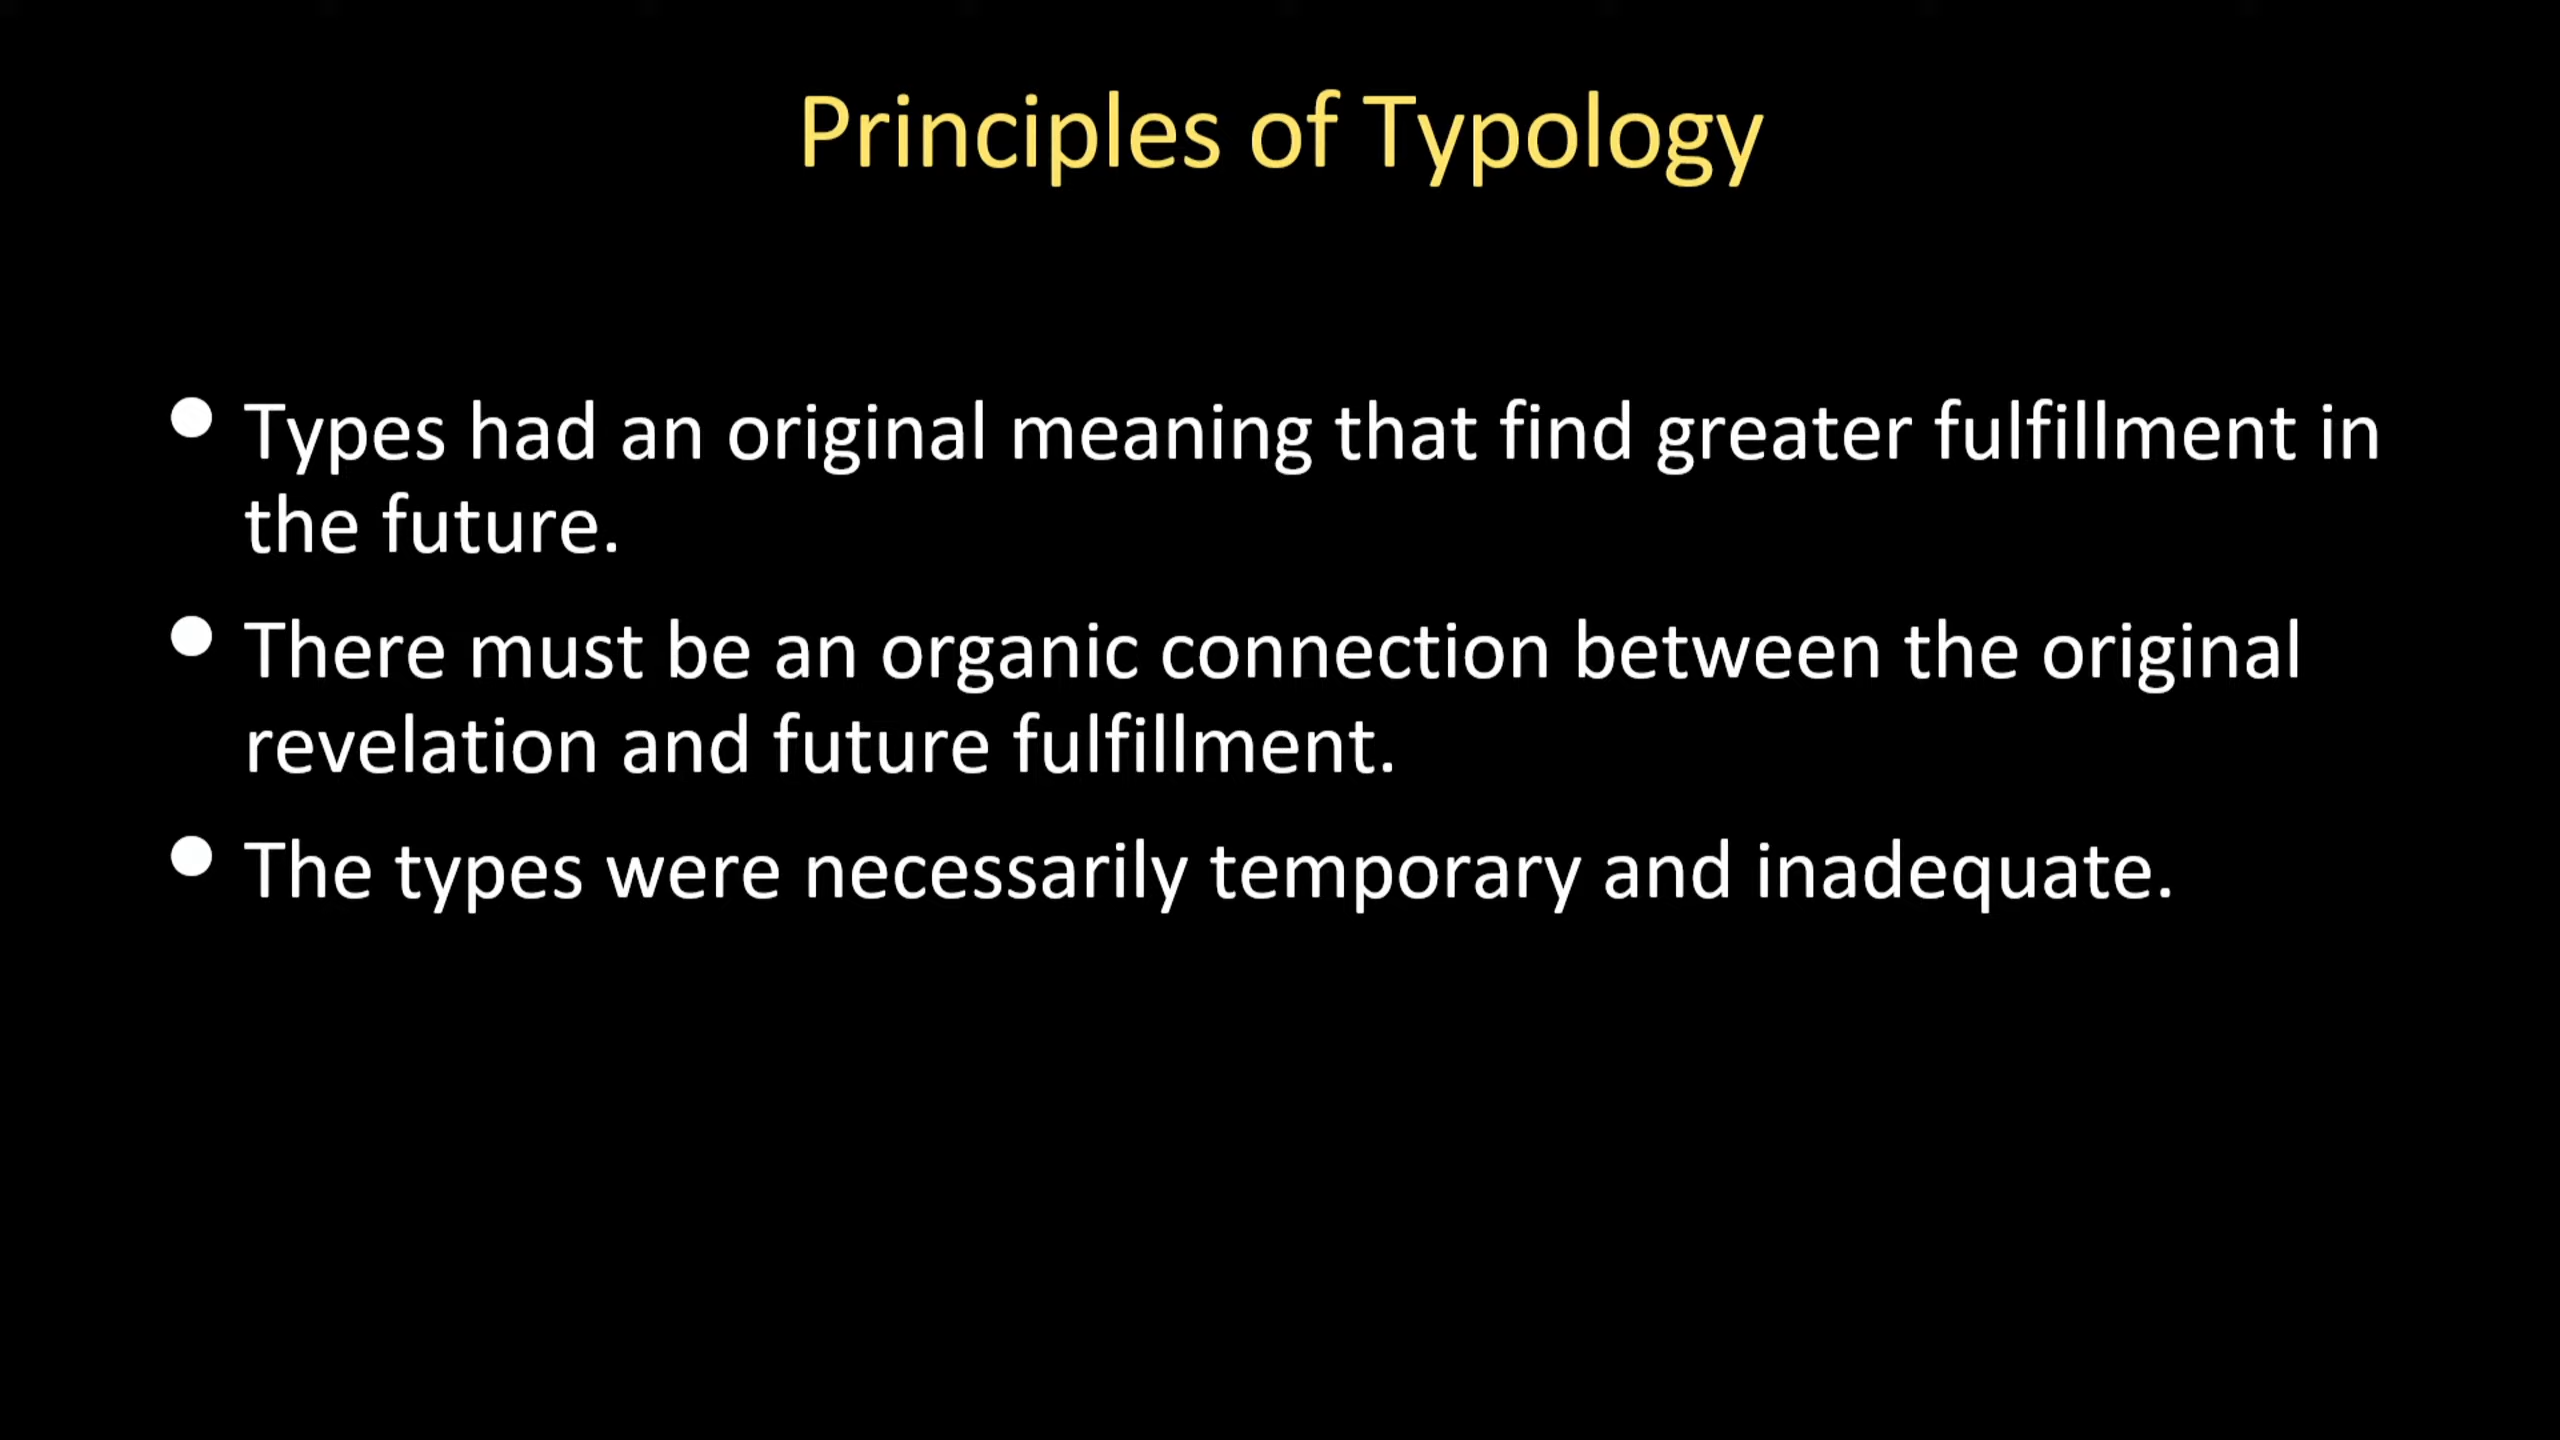 Principles of Typology
• Types had an original meaning that find greater fulfillment in
the future.
• There must be an organic connection between the original
revelation and future fulfillment.
• The types were necessarily temporary and inadequate.